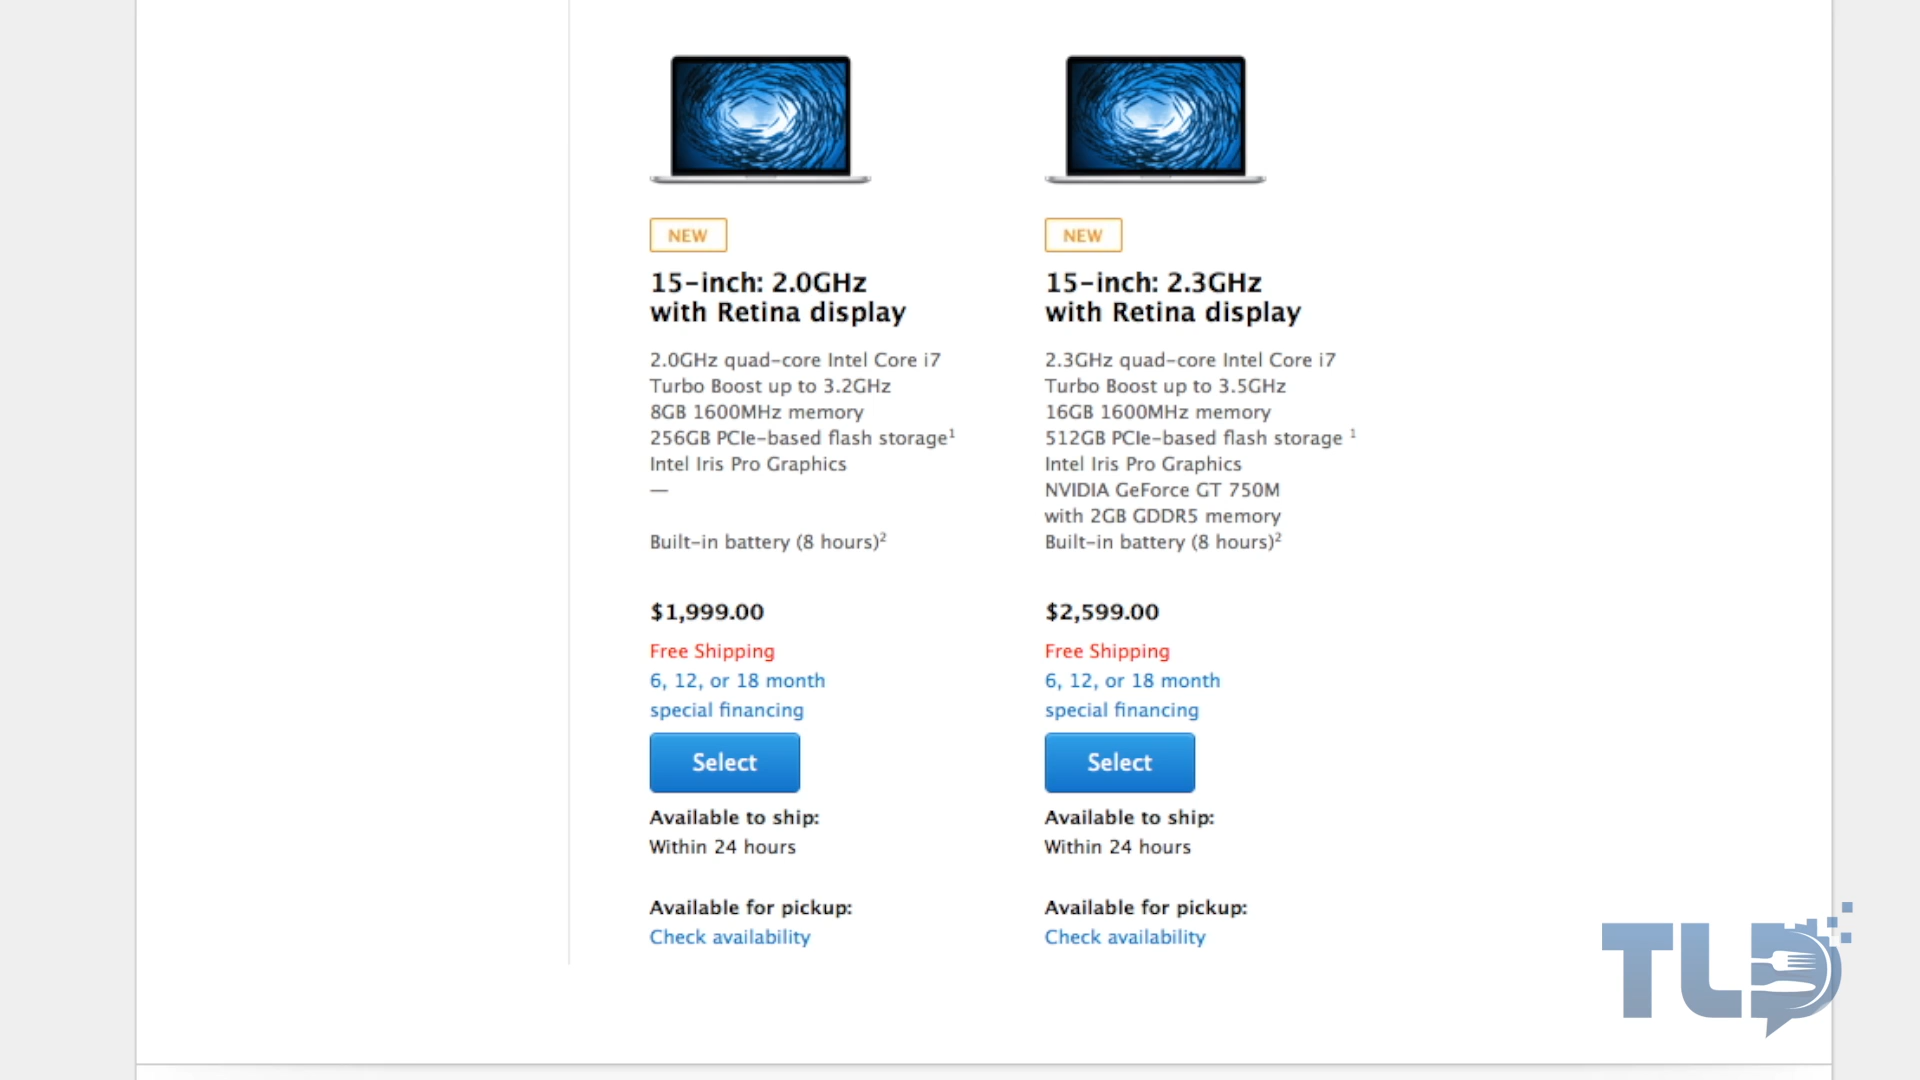 NEW
15-inch: 2.0GHz
with Retina display
2.0GHz quad-core Intel Core i7
Turbo Boost up to 3.2GHz
8GB 1600MHz memory
256GB PCIe-based flash storage¹
Intel Iris Pro Graphics
—
Built-in battery (8 hours)²
$1,999.00
Free Shipping
6, 12, or 18 month
special financing
Select
Available to ship:
Within 24 hours
Available for pickup:
Check availability
NEW
15-inch: 2.3GHz
with Retina display
2.3GHz quad-core Intel Core i7
Turbo Boost up to 3.5GHz
16GB 1600MHz memory
512GB PCIe-based flash storage ¹
Intel Iris Pro Graphics
NVIDIA GeForce GT 750M
with 2GB GDDR5 memory
Built-in battery (8 hours)²
$2,599.00
Free Shipping
6, 12, or 18 month
special financing
Select
Available to ship:
Within 24 hours
Available for pickup:
Check availability
TLD